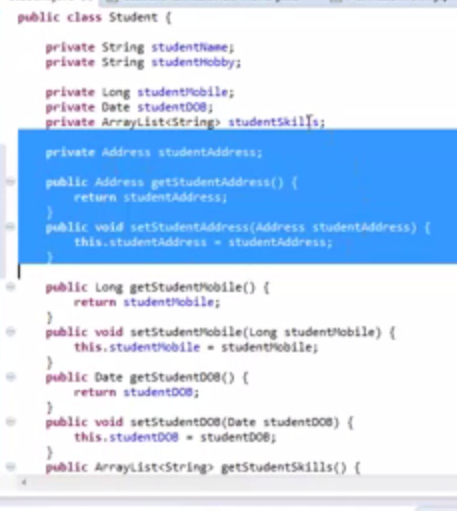 public class Student {
private String studentName;
private String studentHobby;
private Long studentMobile;
private Date studentDOB;
private ArrayList<String> studentSkills;
private Address studentAddress;
public Address getStudentAddress() {
return studentAddress;
}
public void setStudentAddress(Address studentAddress) {
this.studentAddress = studentAddress;
}
public Long getStudentMobile() {
return studentMobile;
}
public void setStudentMobile(Long studentMobile) {
this.studentMobile = studentMobile;
}
public Date getStudentDOB() {
return studentDOB;
}
public void setStudentDOB(Date studentDOB) {
this.studentDOB = studentDOB;
}
public ArrayList<String> getStudentSkills() {